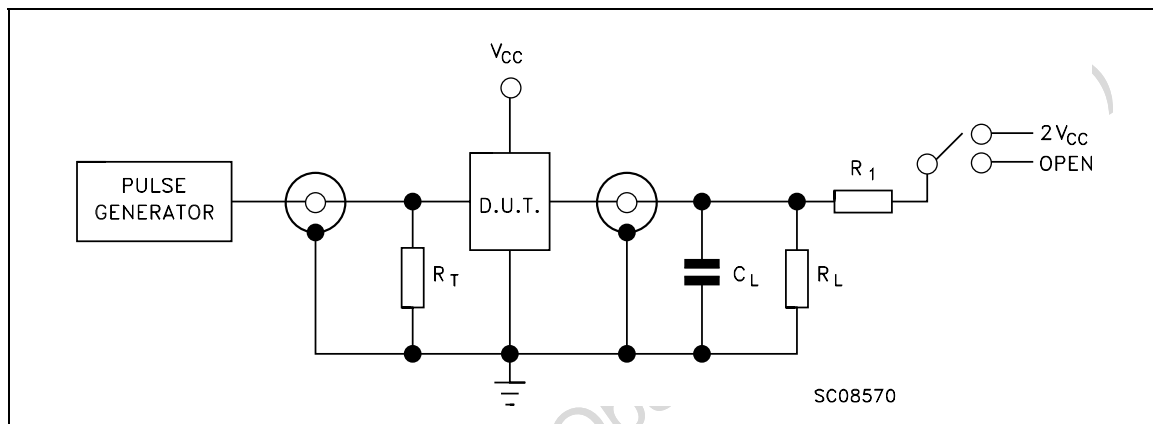 VCC
2VCC
OPEN
R1
PULSE
GENERATOR
D.U.T.
RT
CL
RL
SC08570